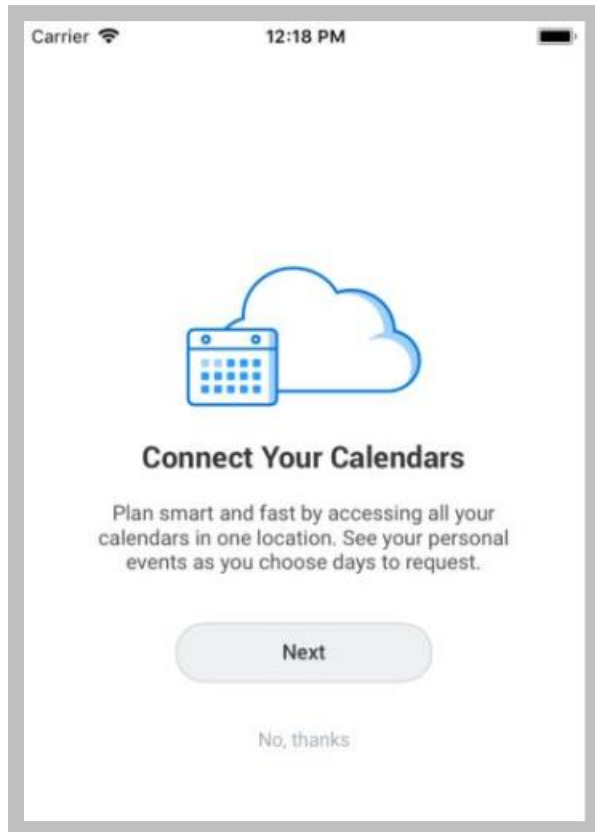 Carrier 12:18 PM
Connect Your Calendars
Plan smart and fast by accessing all your
calendars in one location. See your personal
events as you choose days to request.
Next
No, thanks